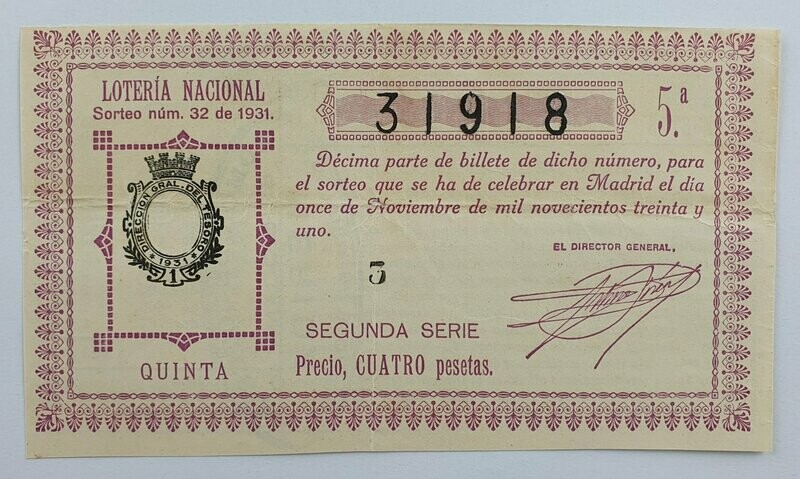 LOTERÍA NACIONAL
Sorteo núm. 32 de 1931.
31918
5.ª
Décima parte de billete de dicho número, para
el sorteo que se ha de celebrar en Madrid el día
once de Noviembre de mil novecientos treinta y
uno.
EL DIRECTOR GENERAL,
DIRECCIÓN GRAL. DEL TESORO
1931
1
5
SEGUNDA SERIE
QUINTA
Precio, CUATRO pesetas.